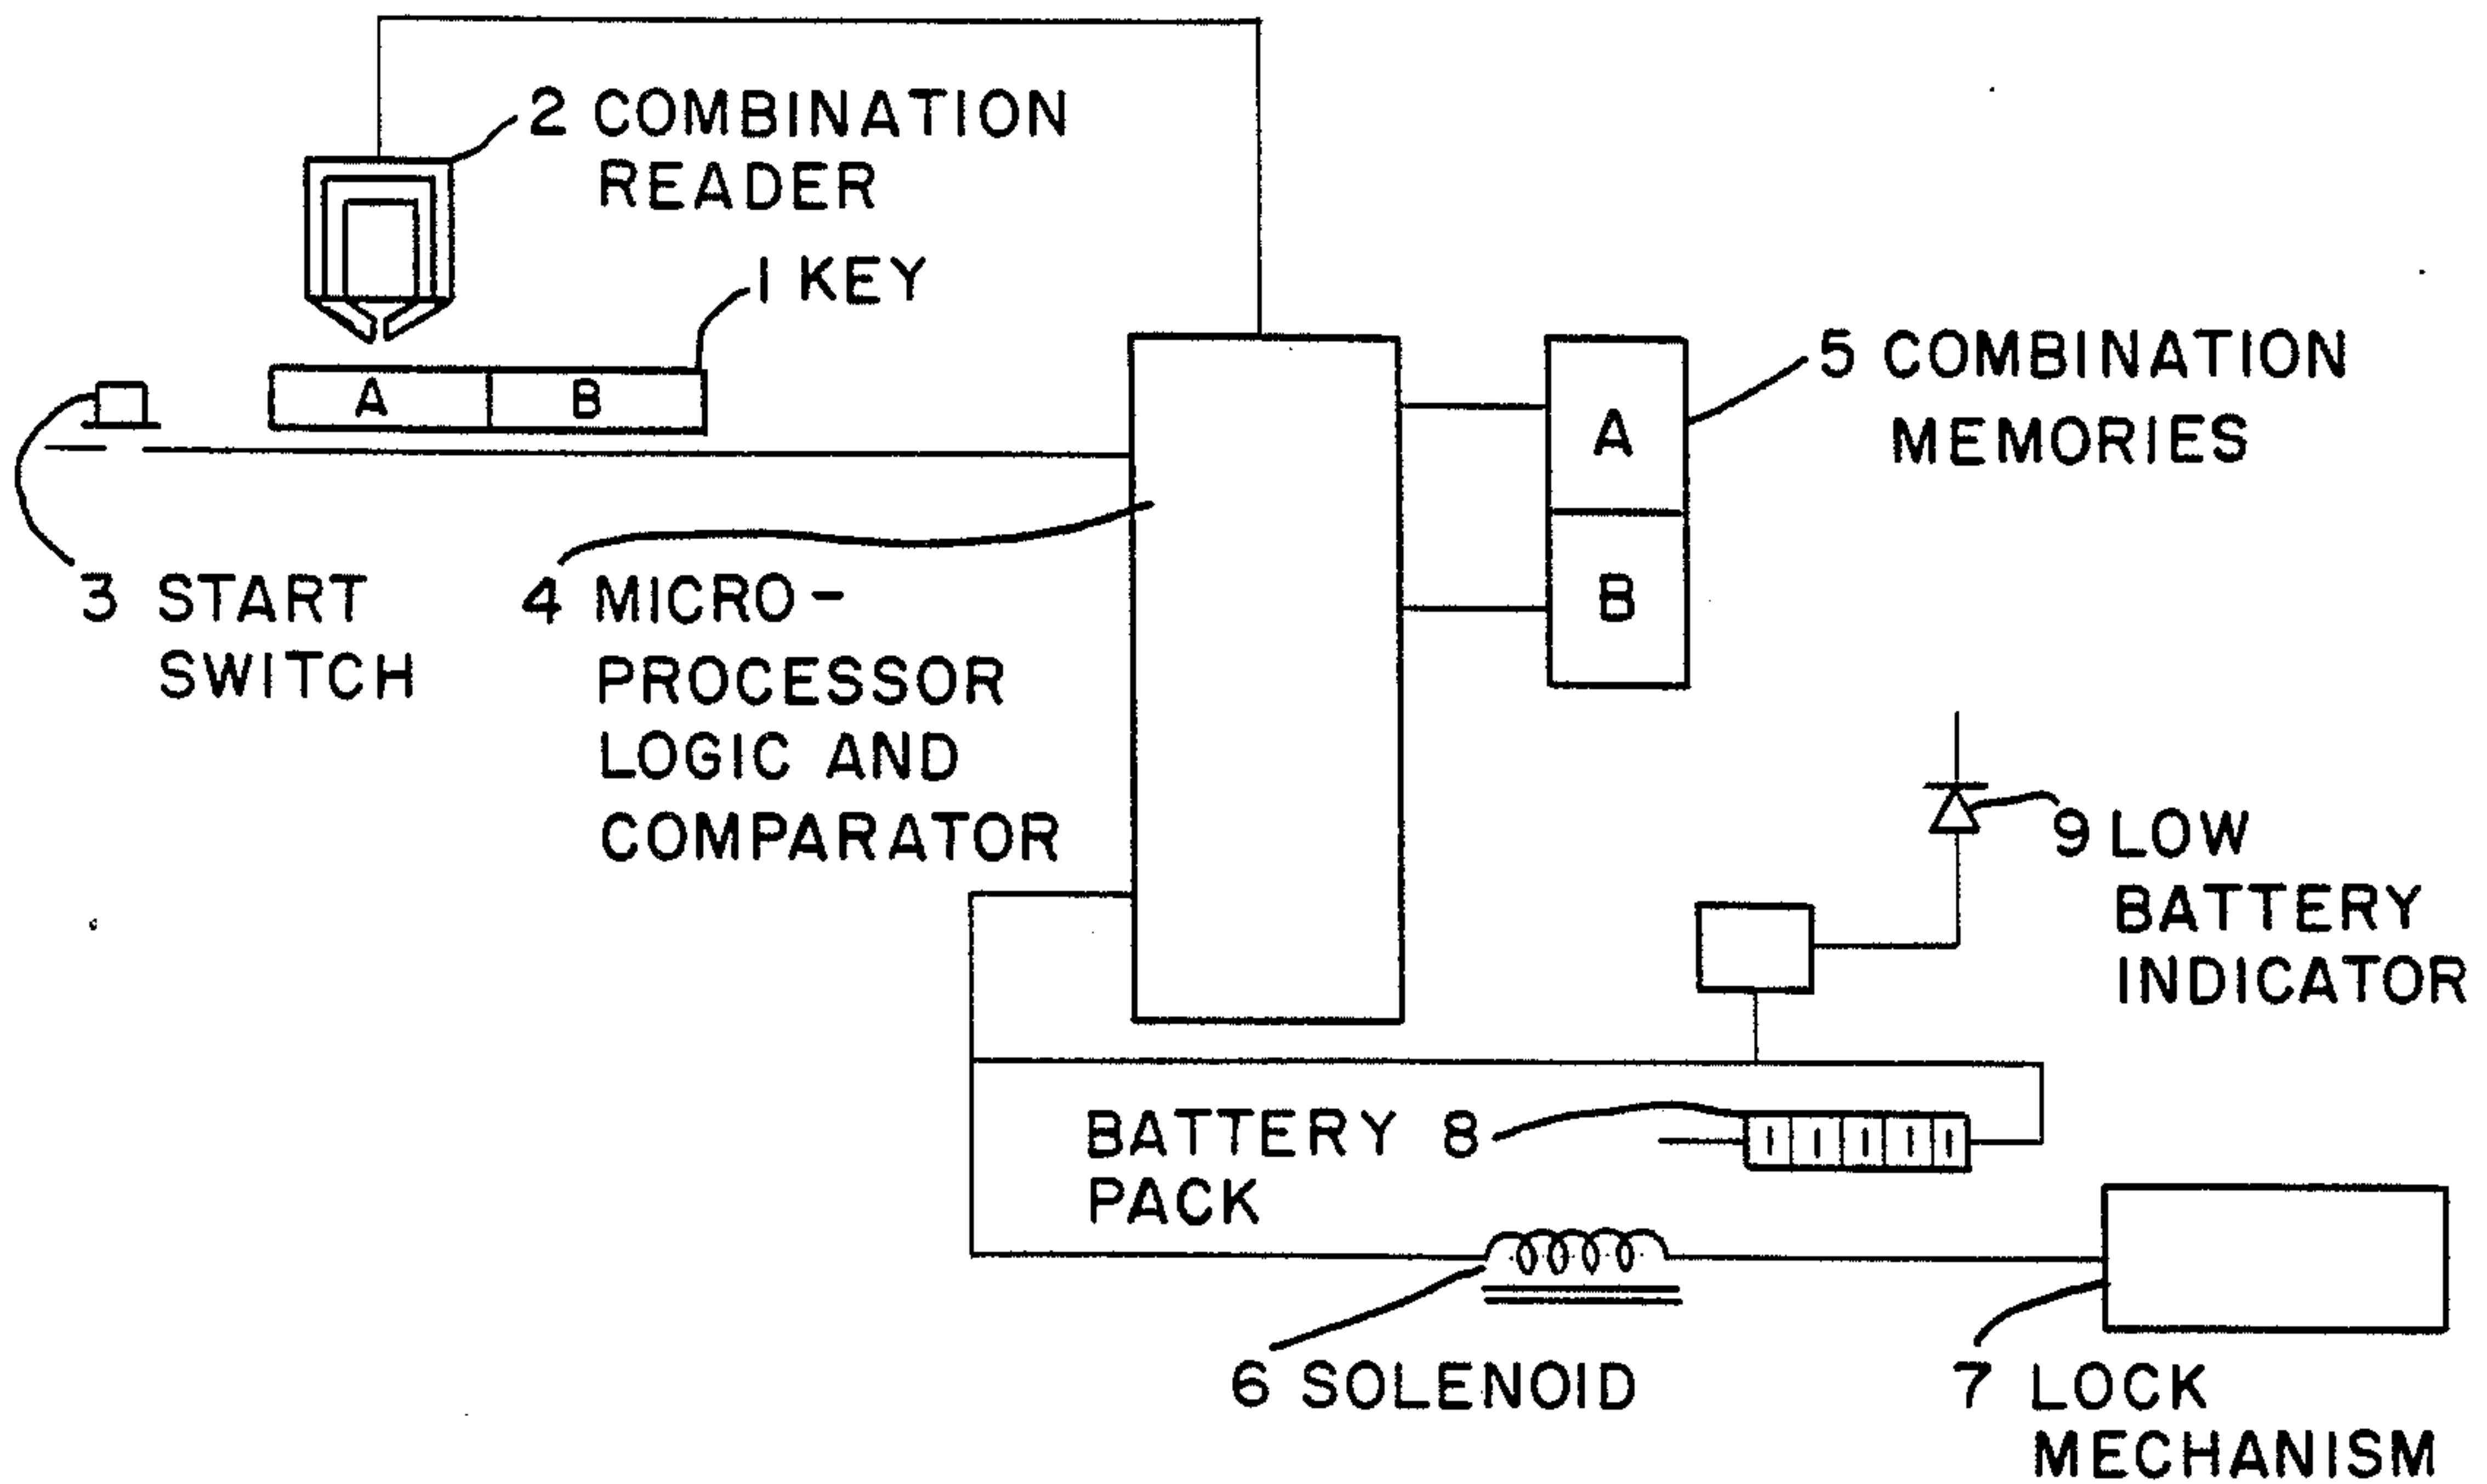 2 COMBINATION
READER
1 KEY
A B
5 COMBINATION
MEMORIES
A
B
3 START
SWITCH
4 MICRO-
PROCESSOR
LOGIC AND
COMPARATOR
9 LOW
BATTERY
INDICATOR
BATTERY 8
PACK
6 SOLENOID
7 LOCK
MECHANISM